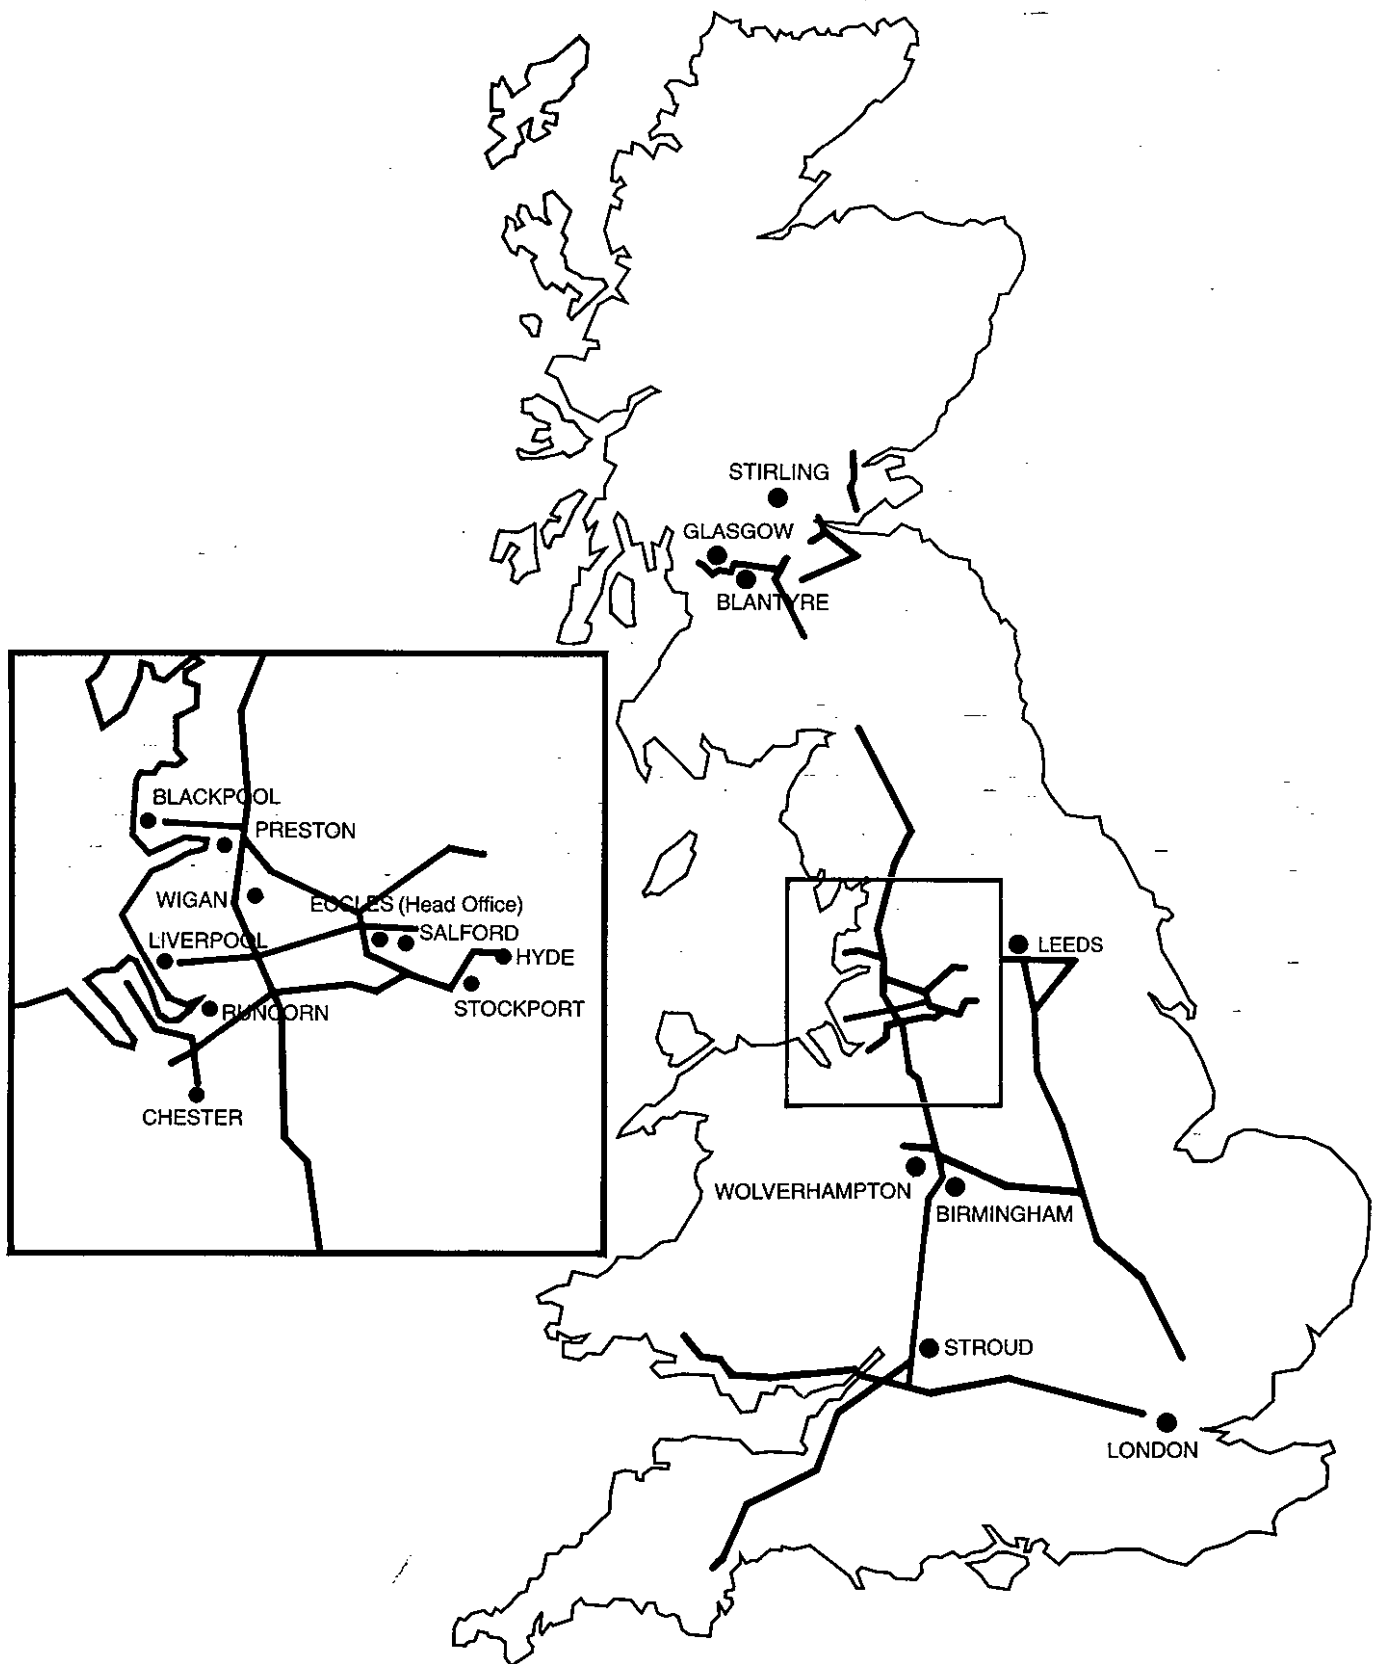 STIRLING
GLASGOW
BLANTYRE
BLACKPOOL
PRESTON
WIGAN
ECCLES (Head Office)
LIVERPOOL
SALFORD
HYDE
RUNCORN
STOCKPORT
CHESTER
LEEDS
WOLVERHAMPTON
BIRMINGHAM
STROUD
LONDON